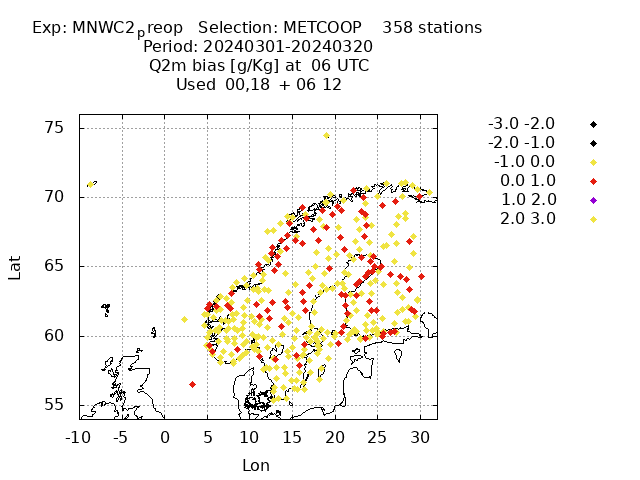 Exp: MNWC2preop Selection: METCOOP 358 stations
Period: 20240301-20240320
Q2m bias [g/Kg] at 06 UTC
Used 00,18 + 06 12
75
70
65
60
55
Lat
-10 -5 0 5 10 15 20 25 30
Lon
-3.0 -2.0
-2.0 -1.0
-1.0 0.0
0.0 1.0
1.0 2.0
2.0 3.0